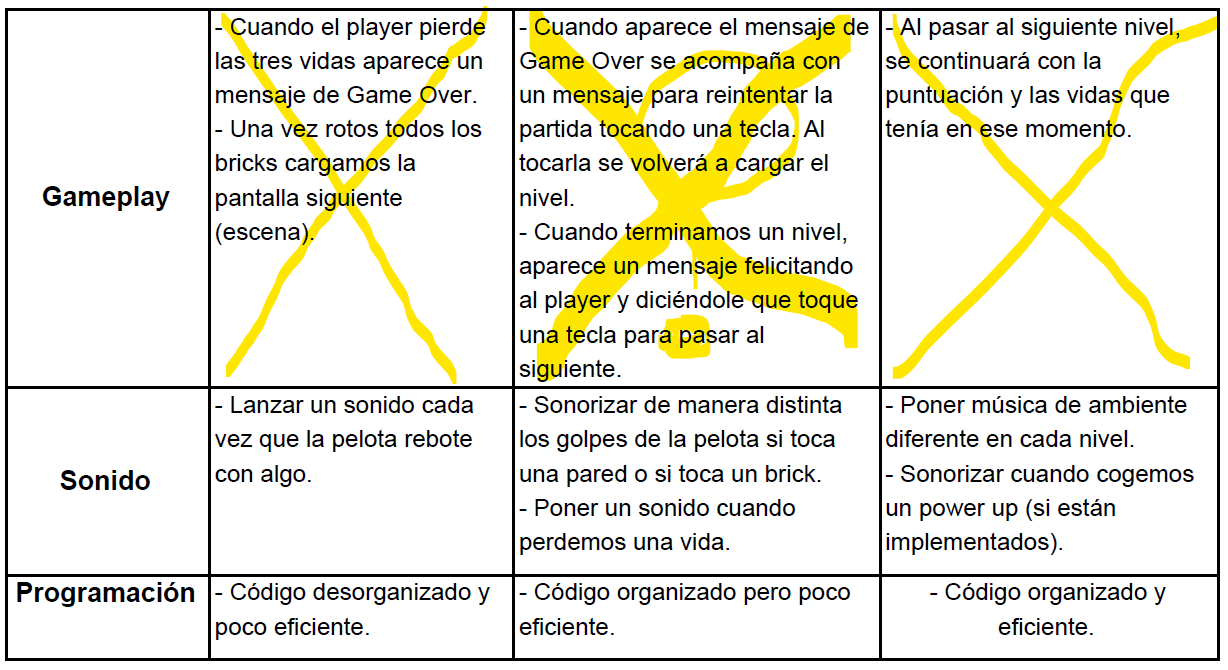 Gameplay
- Cuando el player pierde
las tres vidas aparece un
mensaje de Game Over.
- Una vez rotos todos los
bricks cargamos la
pantalla siguiente
(escena).
- Cuando aparece el mensaje de
Game Over se acompaña con
un mensaje para reintentar la
partida tocando una tecla. Al
tocarla se volverá a cargar el
nivel.
- Cuando terminamos un nivel,
aparece un mensaje felicitando
al player y diciéndole que toque
una tecla para pasar al
siguiente.
- Al pasar al siguiente nivel,
se continuará con la
puntuación y las vidas que
tenía en ese momento.
Sonido
- Lanzar un sonido cada
vez que la pelota rebote
con algo.
- Sonorizar de manera distinta
los golpes de la pelota si toca
una pared o si toca un brick.
- Poner un sonido cuando
perdemos una vida.
- Poner música de ambiente
diferente en cada nivel.
- Sonorizar cuando cogemos
un power up (si están
implementados).
Programación
- Código desorganizado y
poco eficiente.
- Código organizado pero poco
eficiente.
- Código organizado y
eficiente.